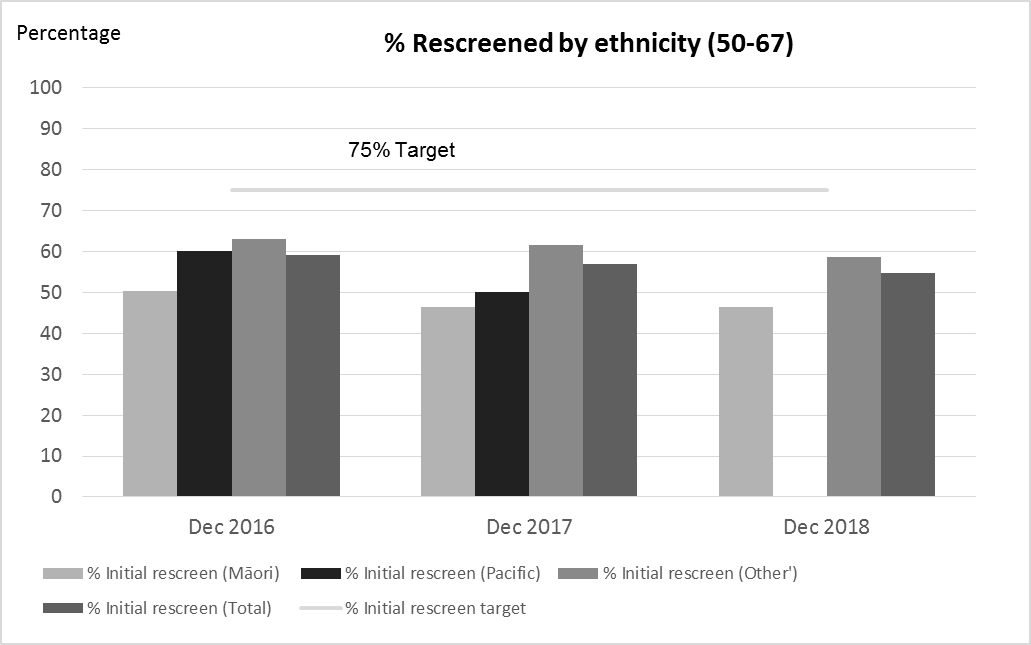 Percentage
% Rescreened by ethnicity (50-67)
100
90
75% Target
80
70
60
50
40
30
20
10
0
Dec 2016 Dec 2017 Dec 2018
% Initial rescreen (Māori) % Initial rescreen (Pacific) % Initial rescreen (Other')
% Initial rescreen (Total) % Initial rescreen target